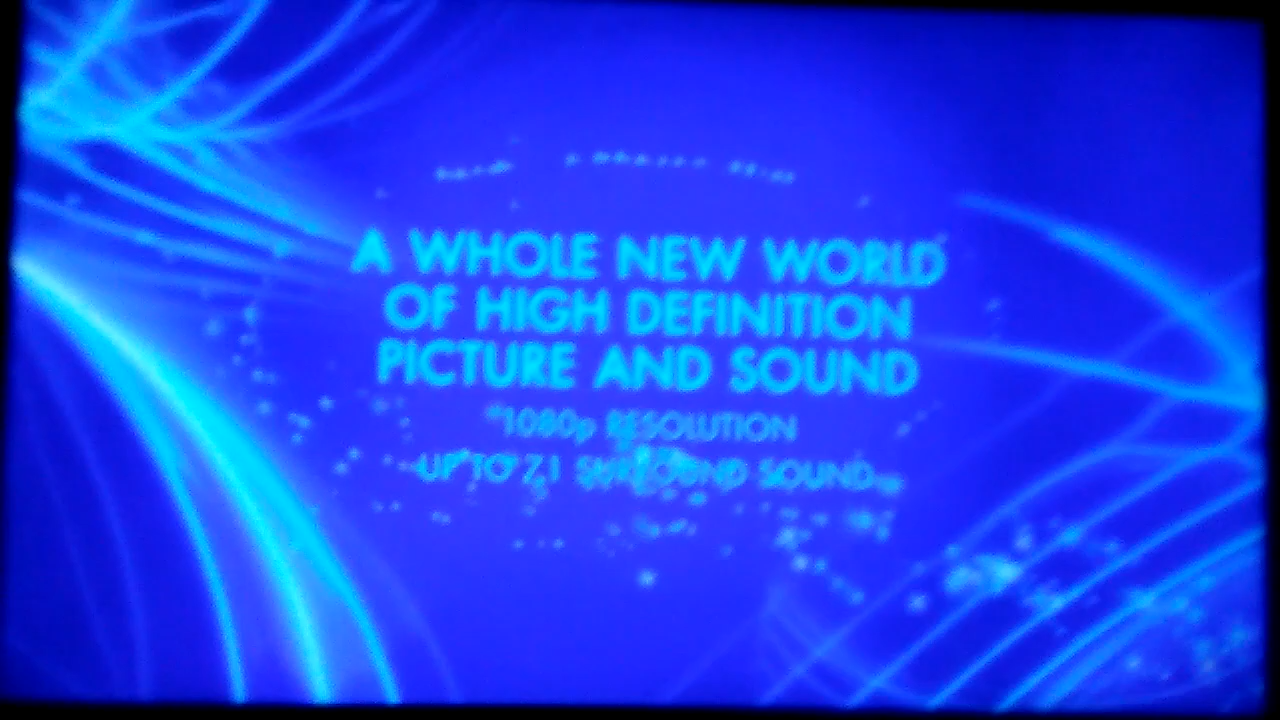 A WHOLE NEW WORLD
OF HIGH DEFINITION
PICTURE AND SOUND
1080p RESOLUTION
UP TO 7.1 SURROUND SOUND